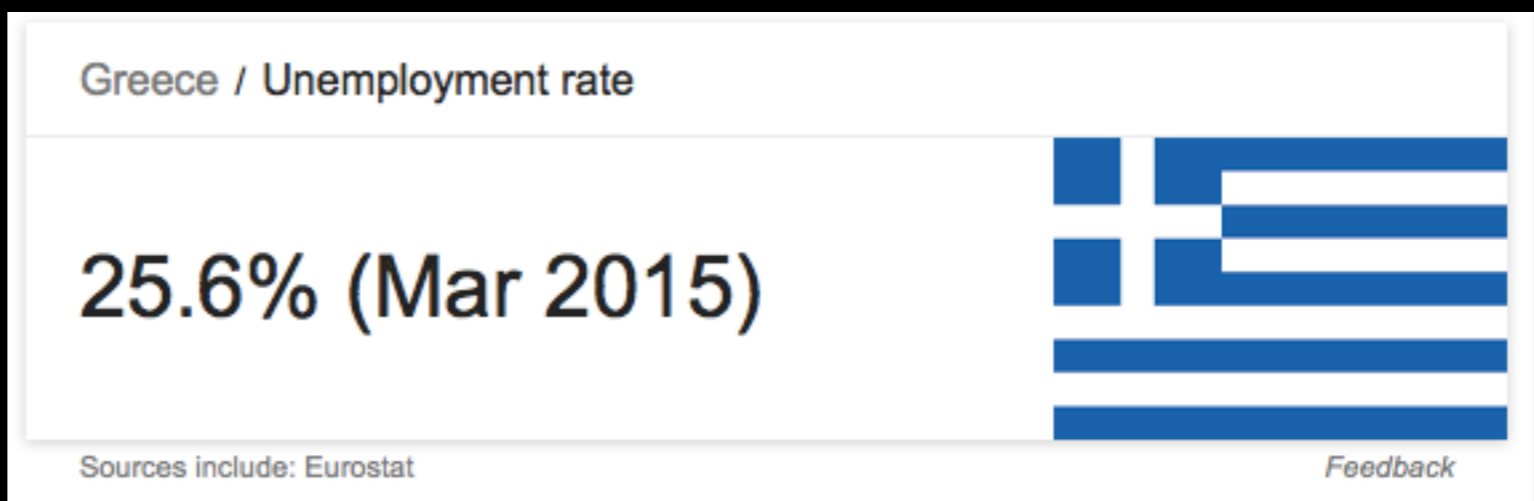 Greece / Unemployment rate
25.6% (Mar 2015)
Sources include: Eurostat
Feedback